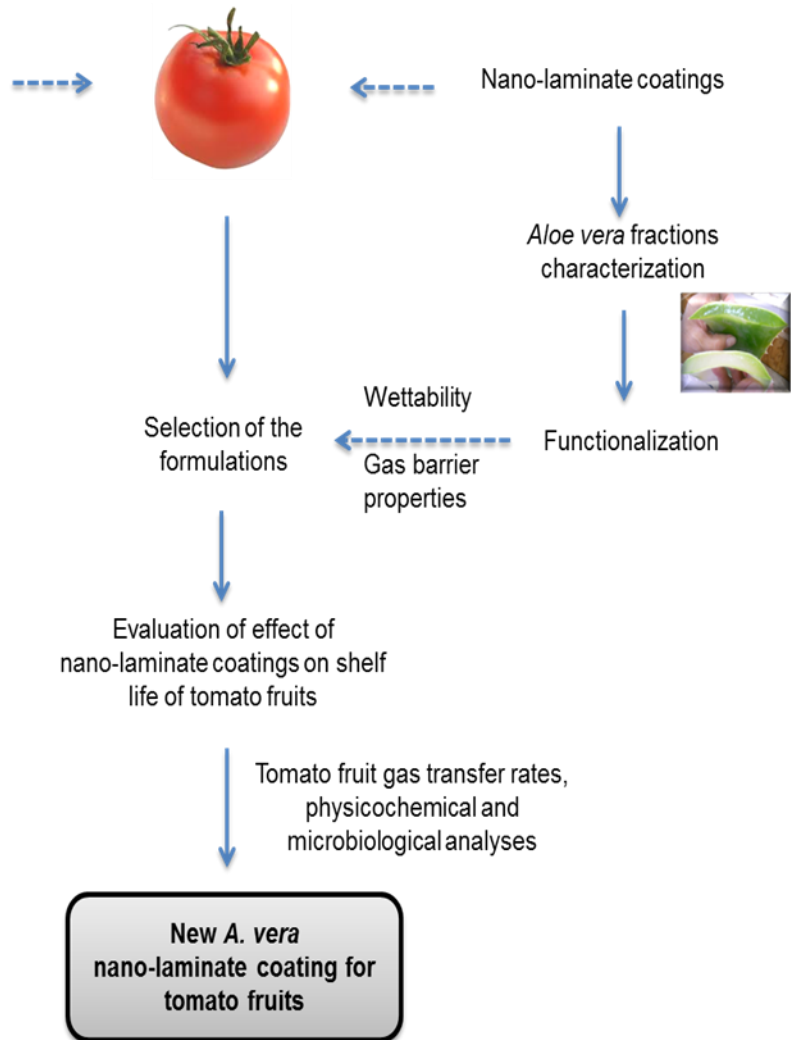 Nano-laminate coatings
Aloe vera fractions
characterization
Wettability
Selection of the
formulations
Functionalization
Gas barrier
properties
Evaluation of effect of
nano-laminate coatings on shelf
life of tomato fruits
Tomato fruit gas transfer rates,
physicochemical and
microbiological analyses
New A. vera
nano-laminate coating for
tomato fruits